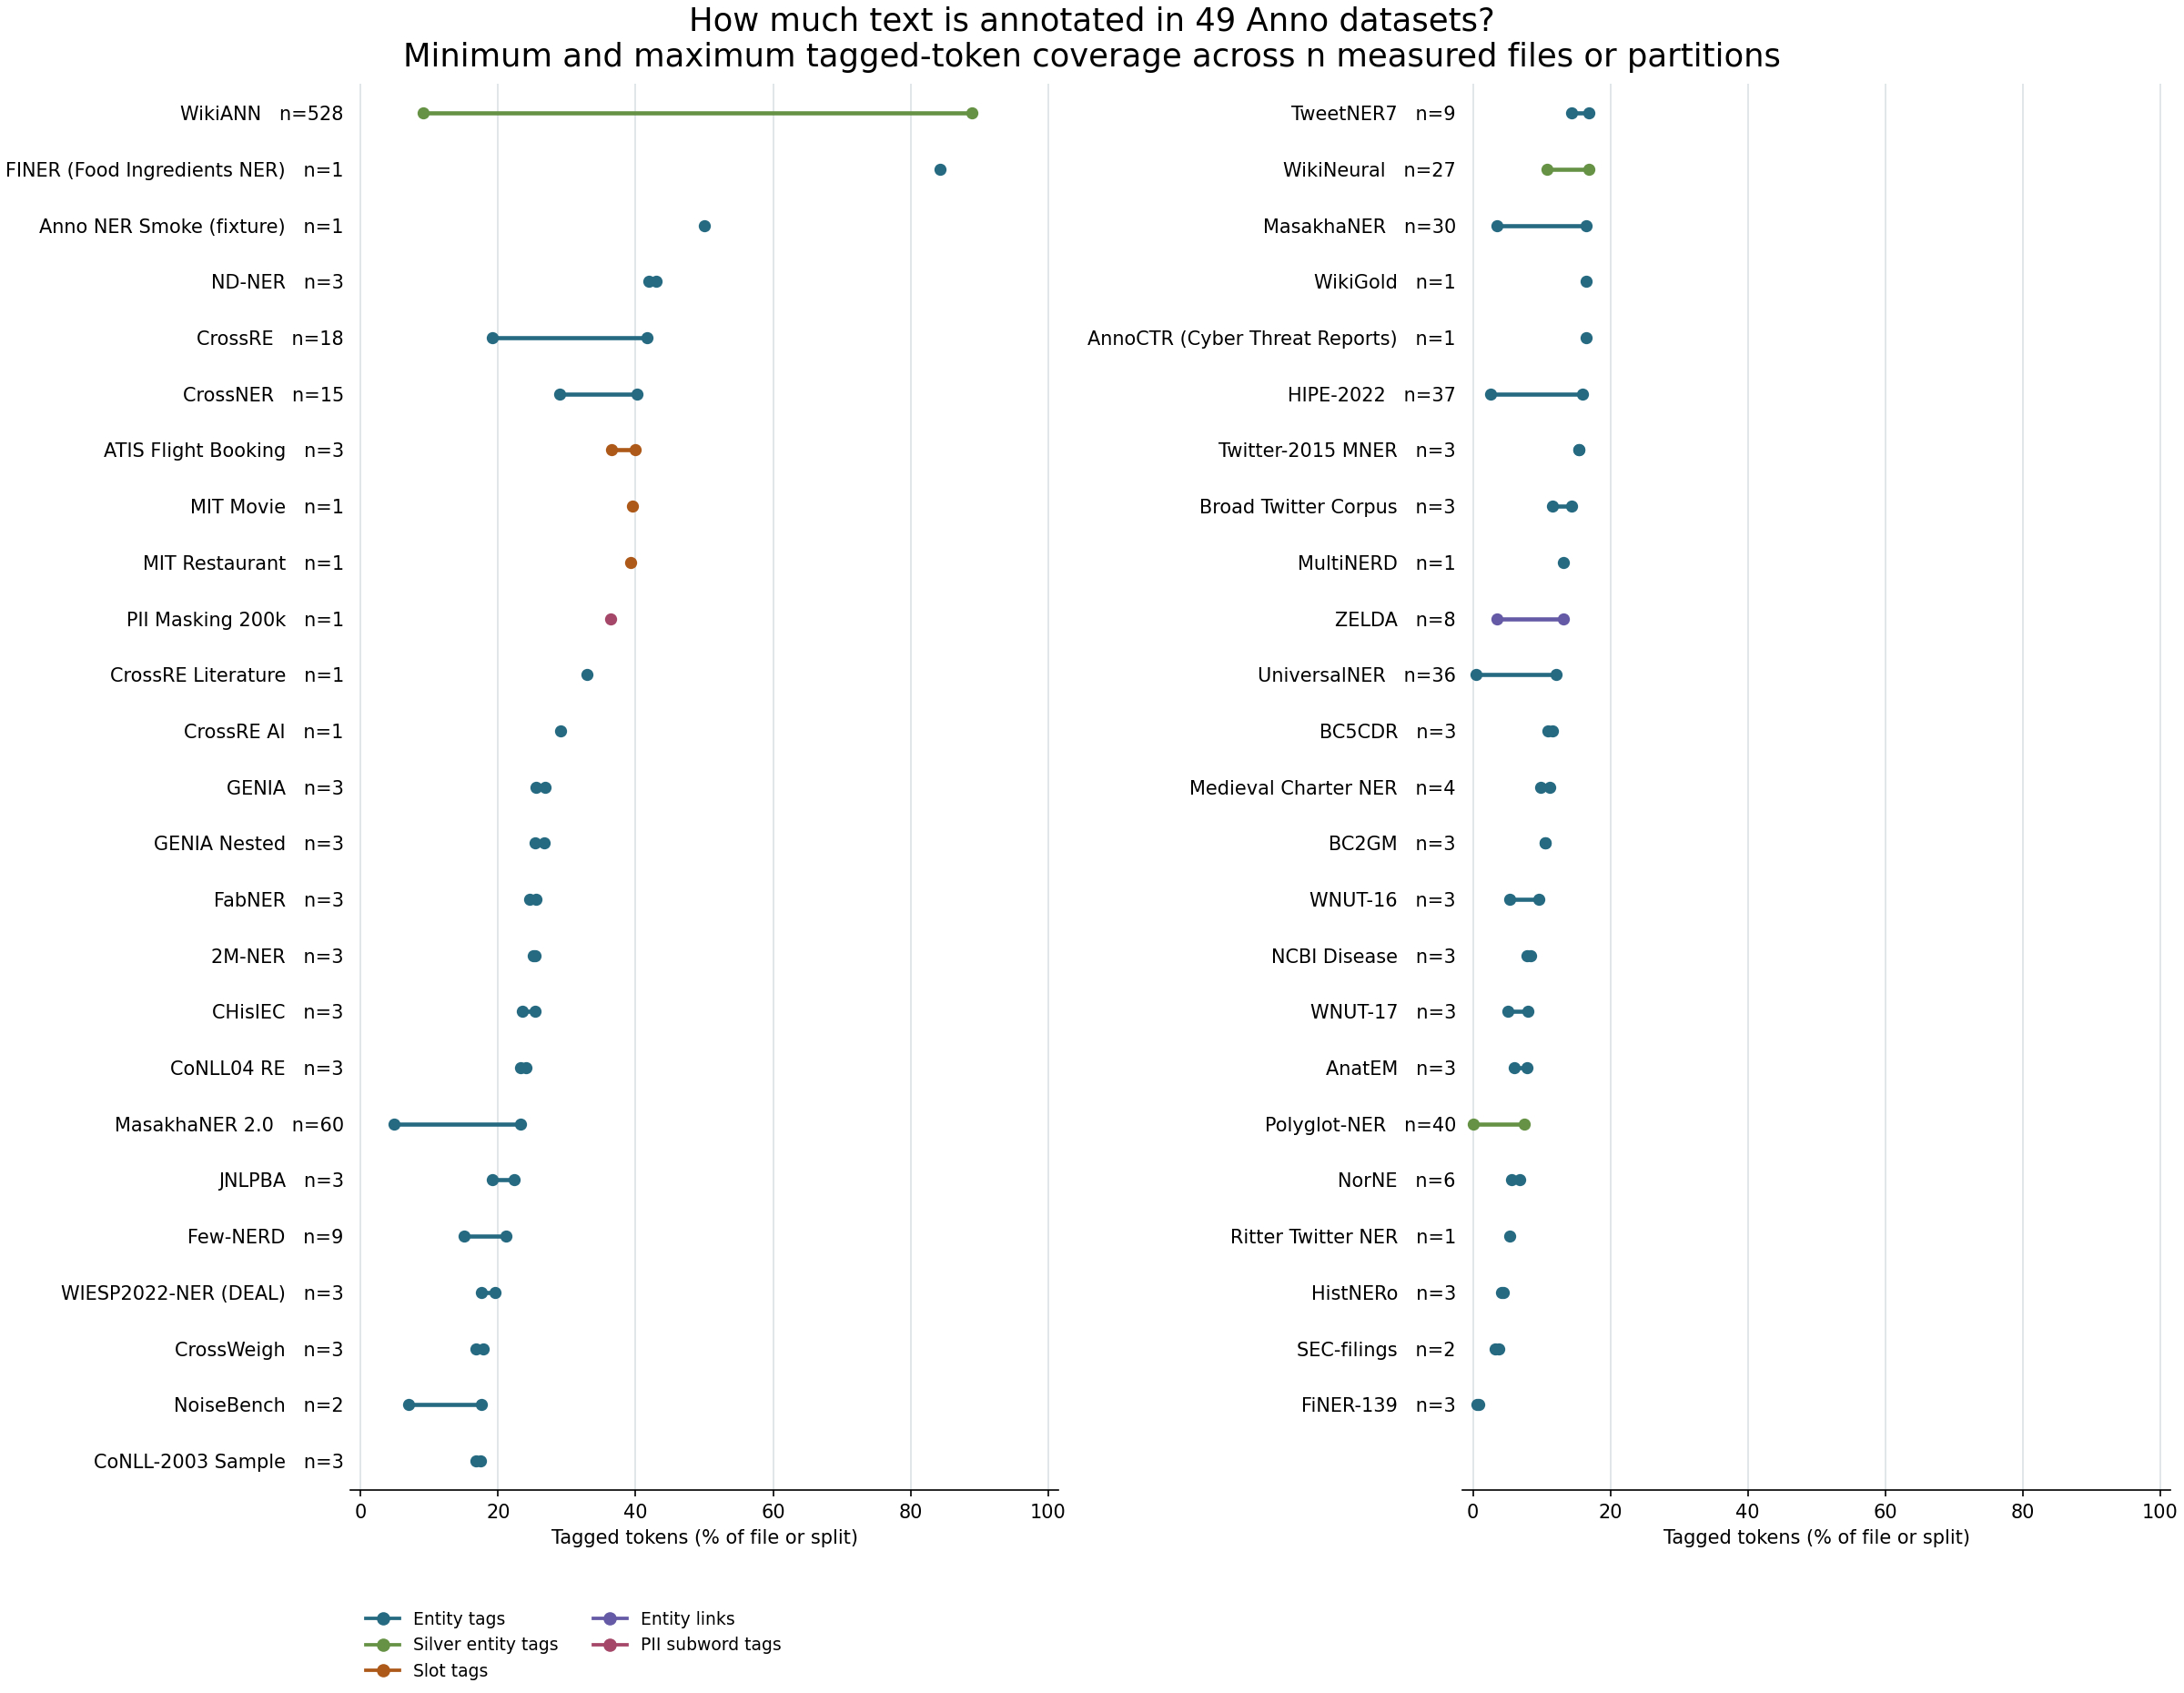 How much text is annotated in 49 Anno datasets?
Minimum and maximum tagged-token coverage across n measured files or partitions
WikiANN n=528
FINER (Food Ingredients NER) n=1
Anno NER Smoke (fixture) n=1
ND-NER n=3
CrossRE n=18
CrossNER n=15
ATIS Flight Booking n=3
MIT Movie n=1
MIT Restaurant n=1
PII Masking 200k n=1
CrossRE Literature n=1
CrossRE AI n=1
GENIA n=3
GENIA Nested n=3
FabNER n=3
2M-NER n=3
CHisIEC n=3
CoNLL04 RE n=3
MasakhaNER 2.0 n=60
JNLPBA n=3
Few-NERD n=9
WIESP2022-NER (DEAL) n=3
CrossWeigh n=3
NoiseBench n=2
CoNLL-2003 Sample n=3
0 20 40 60 80 100
Tagged tokens (% of file or split)
TweetNER7 n=9
WikiNeural n=27
MasakhaNER n=30
WikiGold n=1
AnnoCTR (Cyber Threat Reports) n=1
HIPE-2022 n=37
Twitter-2015 MNER n=3
Broad Twitter Corpus n=3
MultiNERD n=1
ZELDA n=8
UniversalNER n=36
BC5CDR n=3
Medieval Charter NER n=4
BC2GM n=3
WNUT-16 n=3
NCBI Disease n=3
WNUT-17 n=3
AnatEM n=3
Polyglot-NER n=40
NorNE n=6
Ritter Twitter NER n=1
HistNERo n=3
SEC-filings n=2
FiNER-139 n=3
0 20 40 60 80 100
Tagged tokens (% of file or split)
Entity tags
Silver entity tags
Slot tags
Entity links
PII subword tags